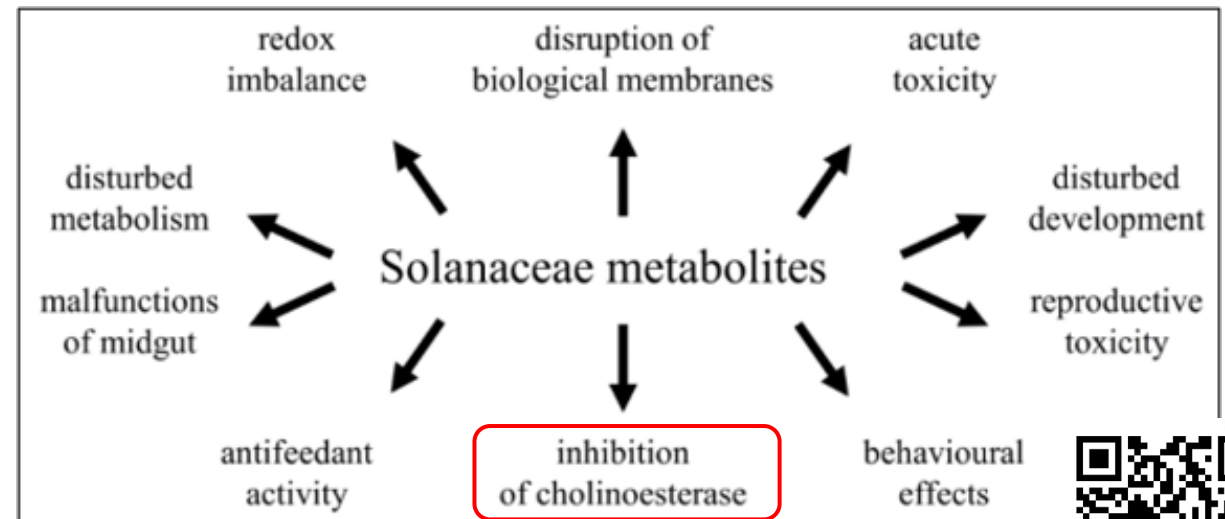 redox
imbalance
disruption of
biological membranes
acute
toxicity
disturbed
metabolism
disturbed
development
Solanaceae metabolites
malfunctions
of midgut
reproductive
toxicity
antifeedant
activity
inhibition
of cholinoesterase
behavioural
effects